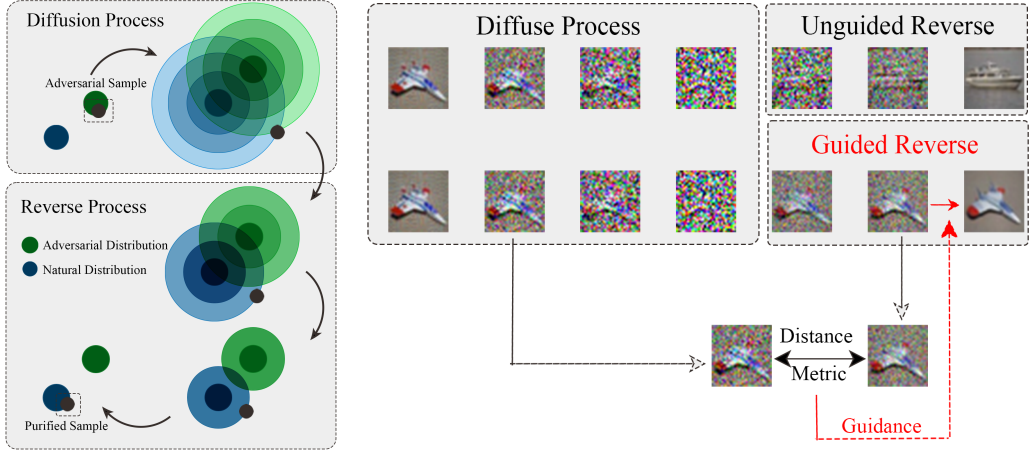 Diffusion Process
Adversarial Sample
Reverse Process
Adversarial Distribution
Natural Distribution
Purified Sample
Diffuse Process
Unguided Reverse
Guided Reverse
Distance
Metric
Guidance